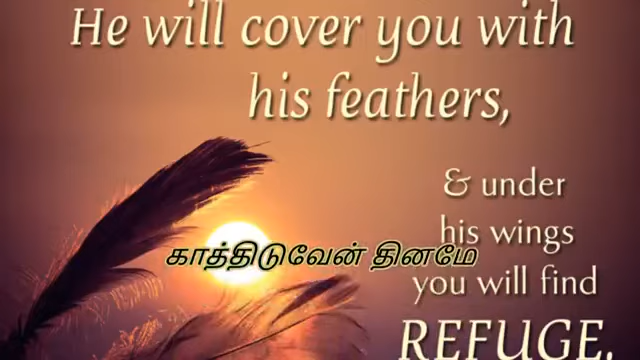 He will cover you with
his feathers,
& under
his wings
காத்திடுவேன் தினமே
you will find
REFUGE.